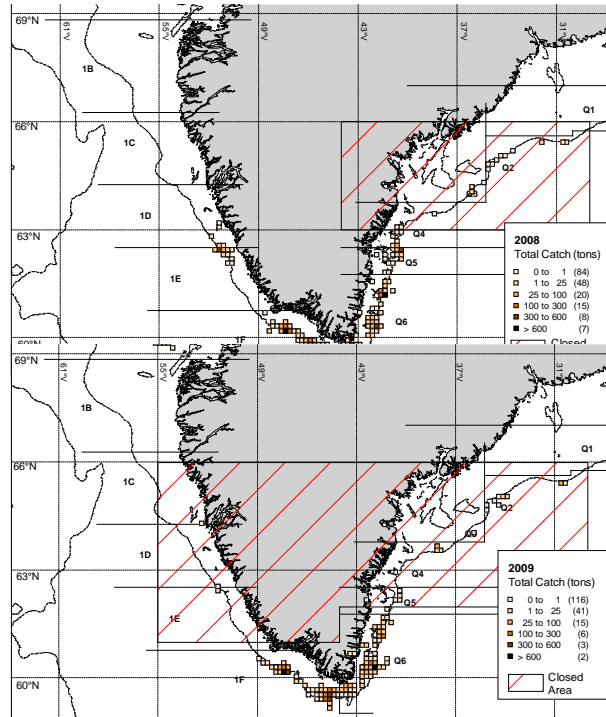 69°N
61°V
55°V
49°V
43°V
37°V
31°V
1B
Q1
66°N
1C
Q2
Q3
1D
63°N
Q4
2008
Total Catch (tons)
1E
Q5
0 to 1 (84)
1 to 25 (48)
25 to 100 (20)
100 to 300 (15)
Q6
300 to 600 (8)
> 600 (7)
1F
Closed
69°N
61°V
55°V
49°V
43°V
37°V
31°V
1B
Q1
66°N
1C
Q2
1D
63°N
Q4
2009
Total Catch (tons)
1E
Q5
0 to 1 (116)
1 to 25 (41)
25 to 100 (15)
100 to 300 (6)
Q6
300 to 600 (3)
> 600 (2)
60°N
1F
Closed
Area